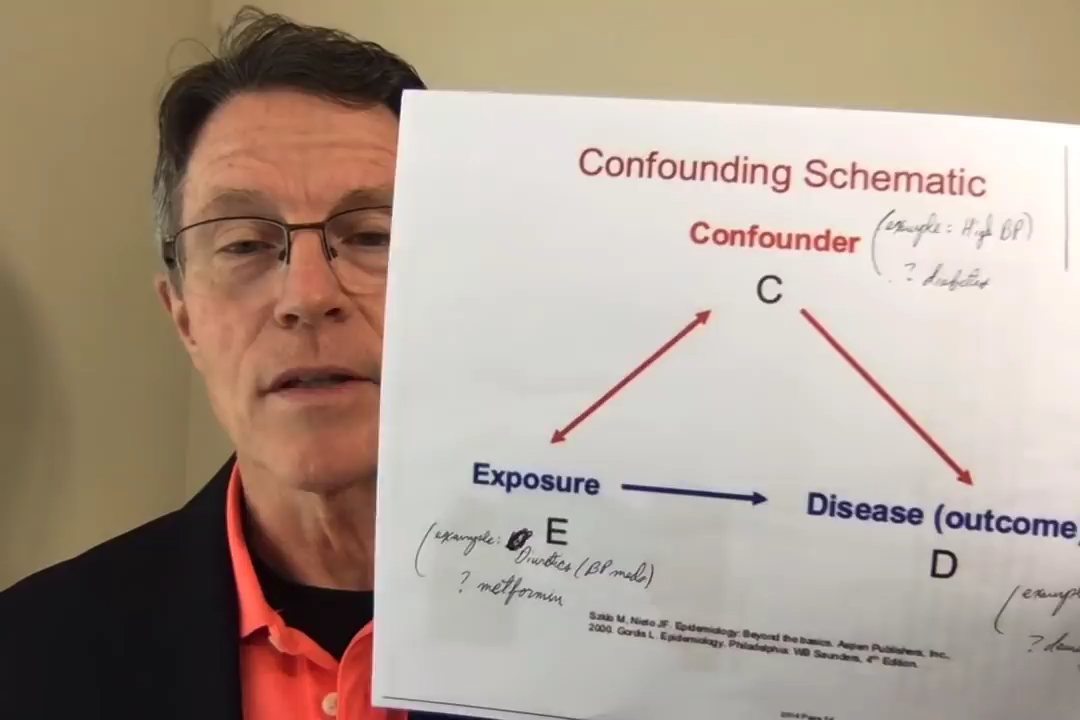 Confounding Schematic
Confounder (example: High BP)
? diabetes
C
Exposure
Disease (outcome)
E
D
(example: Diuretics (BP meds)
? metformin
(examp
?
Szklo M, Nieto JF. Epidemiology: Beyond the basics. Aspen Publishers, Inc.,
2000. Gordis L. Epidemiology. Philadelphia: WB Saunders, 4th Edition.